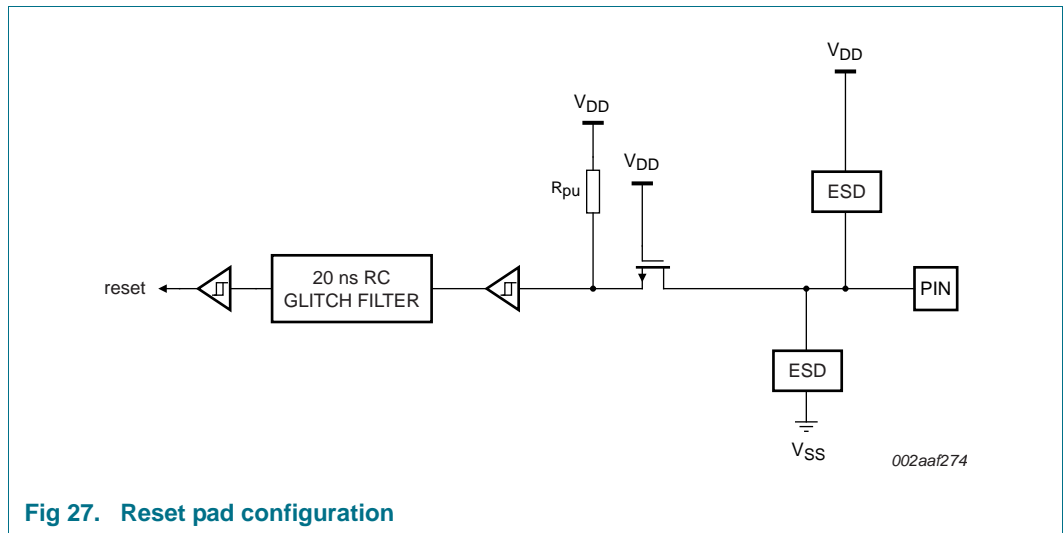 VDD
VDD
VDD
Rpu
ESD
reset
20 ns RC
GLITCH FILTER
PIN
ESD
VSS
002aaf274
Fig 27. Reset pad configuration